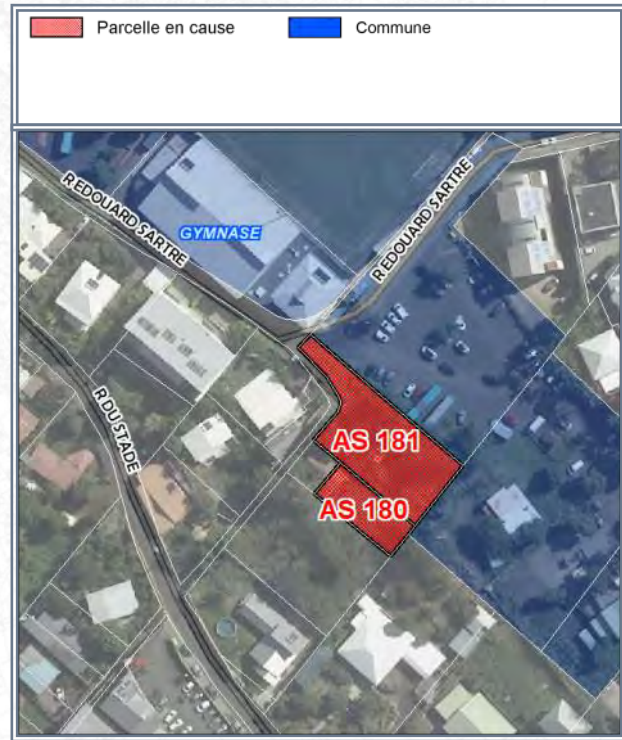 Parcelle en cause
Commune
R EDOUARD SARTRE
GYMNASE
R EDOUARD SARTRE
R DU STADE
AS 181
AS 180